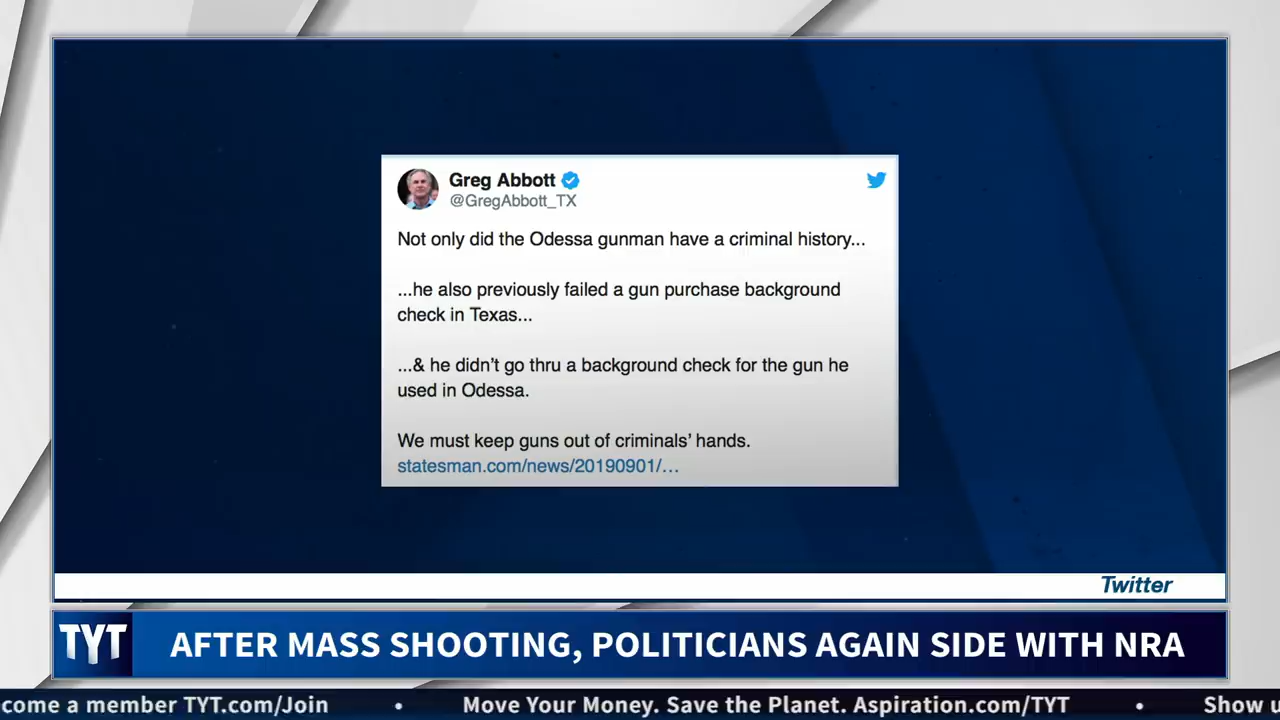 Greg Abbott
@GregAbbott_TX
Not only did the Odessa gunman have a criminal history...
...he also previously failed a gun purchase background
check in Texas...
...& he didn’t go thru a background check for the gun he
used in Odessa.
We must keep guns out of criminals’ hands.
statesman.com/news/20190901/...
Twitter
TYT AFTER MASS SHOOTING, POLITICIANS AGAIN SIDE WITH NRA
come a member TYT.com/Join • Move Your Money. Save the Planet. Aspiration.com/TYT • Show u